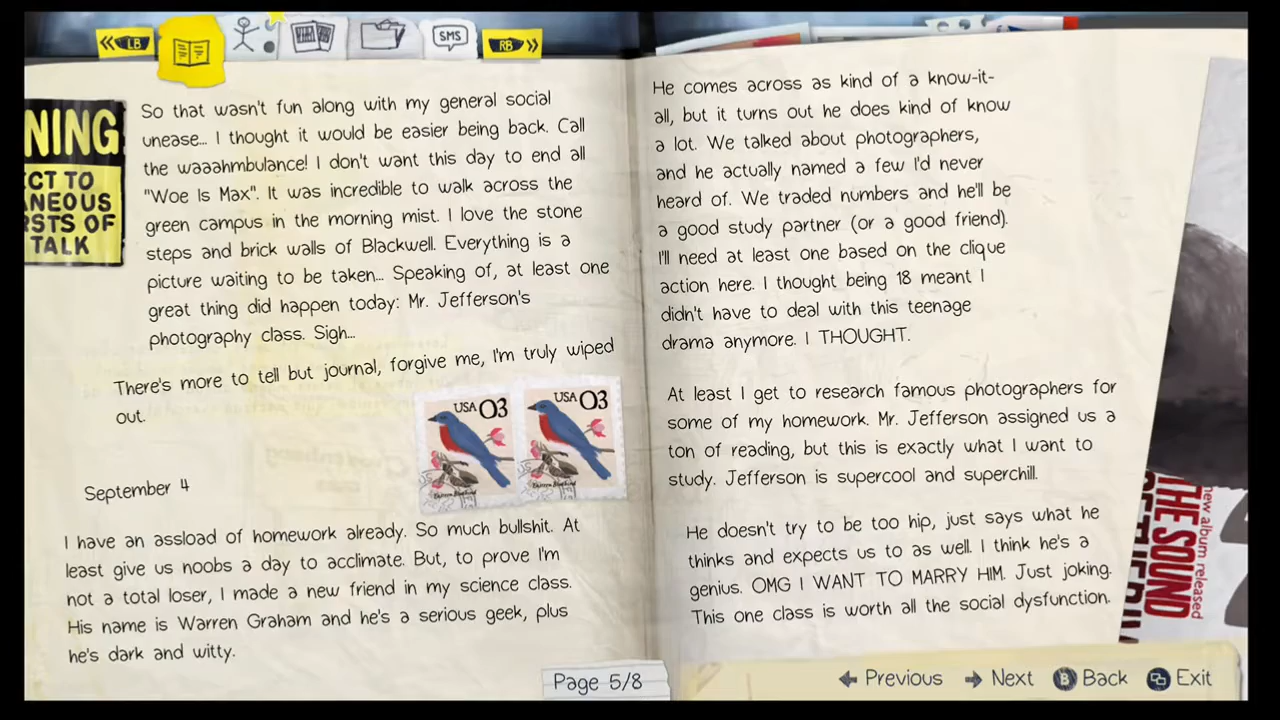 LB
SMS
RB
NING
CT TO
NEOUS
STS OF
TALK
So that wasn't fun along with my general social
unease... I thought it would be easier being back. Call
the waaahmbulance! I don't want this day to end all
"Woe Is Max". It was incredible to walk across the
green campus in the morning mist. I love the stone
steps and brick walls of Blackwell. Everything is a
picture waiting to be taken... Speaking of, at least one
great thing did happen today: Mr. Jefferson's
photography class. Sigh...
There's more to tell but journal, forgive me, I'm truly wiped
out.
USA 03
USA 03
September 4
I have an assload of homework already. So much bullshit. At
least give us noobs a day to acclimate. But, to prove I'm
not a total loser, I made a new friend in my science class.
His name is Warren Graham and he's a serious geek, plus
he's dark and witty.
He comes across as kind of a know-it-
all, but it turns out he does kind of know
a lot. We talked about photographers,
and he actually named a few I'd never
heard of. We traded numbers and he'll be
a good study partner (or a good friend).
I'll need at least one based on the clique
action here. I thought being 18 meant I
didn't have to deal with this teenage
drama anymore. I THOUGHT.
At least I get to research famous photographers for
some of my homework. Mr. Jefferson assigned us a
ton of reading, but this is exactly what I want to
study. Jefferson is supercool and superchill.
He doesn't try to be too hip, just says what he
thinks and expects us to as well. I think he's a
genius. OMG I WANT TO MARRY HIM. Just joking.
This one class is worth all the social dysfunction.
new album released
THE SOUND
Page 5/8
Previous
Next
B Back
Exit